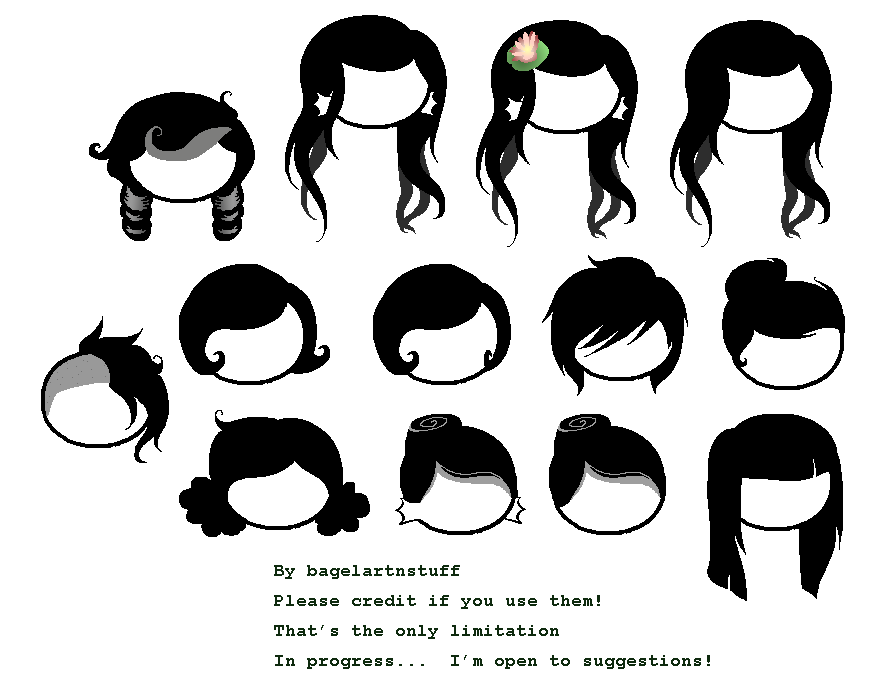 By bagelartnstuff
Please credit if you use them!
That's the only limitation
In progress...  I'm open to suggestions!